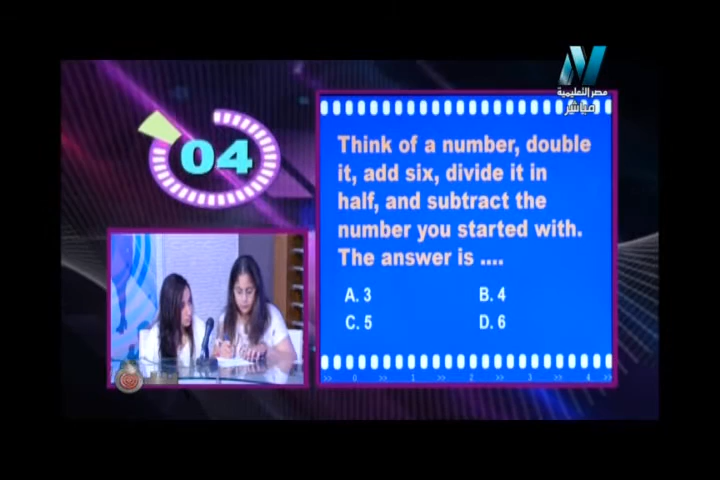 مصر التعليمية
مباشر
04
Think of a number, double
it, add six, divide it in
half, and subtract the
number you started with.
The answer is ....
A. 3
B. 4
C. 5
D. 6
>> 0 >> 1 >> 2 >> 3 >> 4 >>